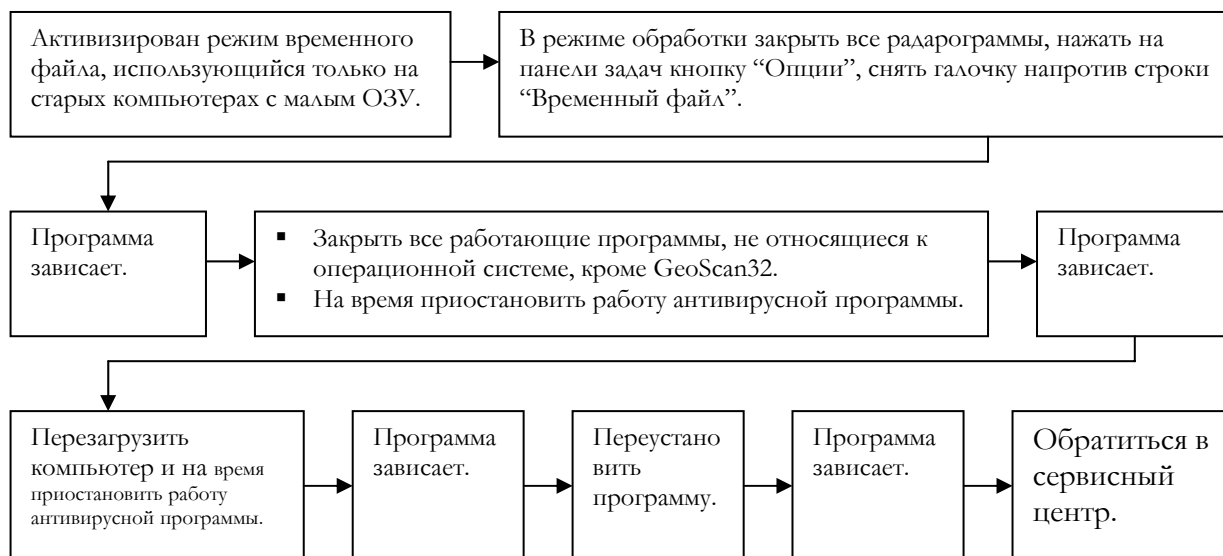 Активизирован режим временного
файла, использующийся только на
старых компьютерах с малым ОЗУ.
В режиме обработки закрыть все радарограммы, нажать на
панели задач кнопку “Опции”, снять галочку напротив строки
“Временный файл”.
Программа
зависает.
▪ Закрыть все работающие программы, не относящиеся к
операционной системе, кроме GeoScan32.
▪ На время приостановить работу антивирусной программы.
Программа
зависает.
Перезагрузить
компьютер и на время
приостановить работу
антивирусной программы.
Программа
зависает.
Переустано
вить
программу.
Программа
зависает.
Обратиться в
сервисный
центр.